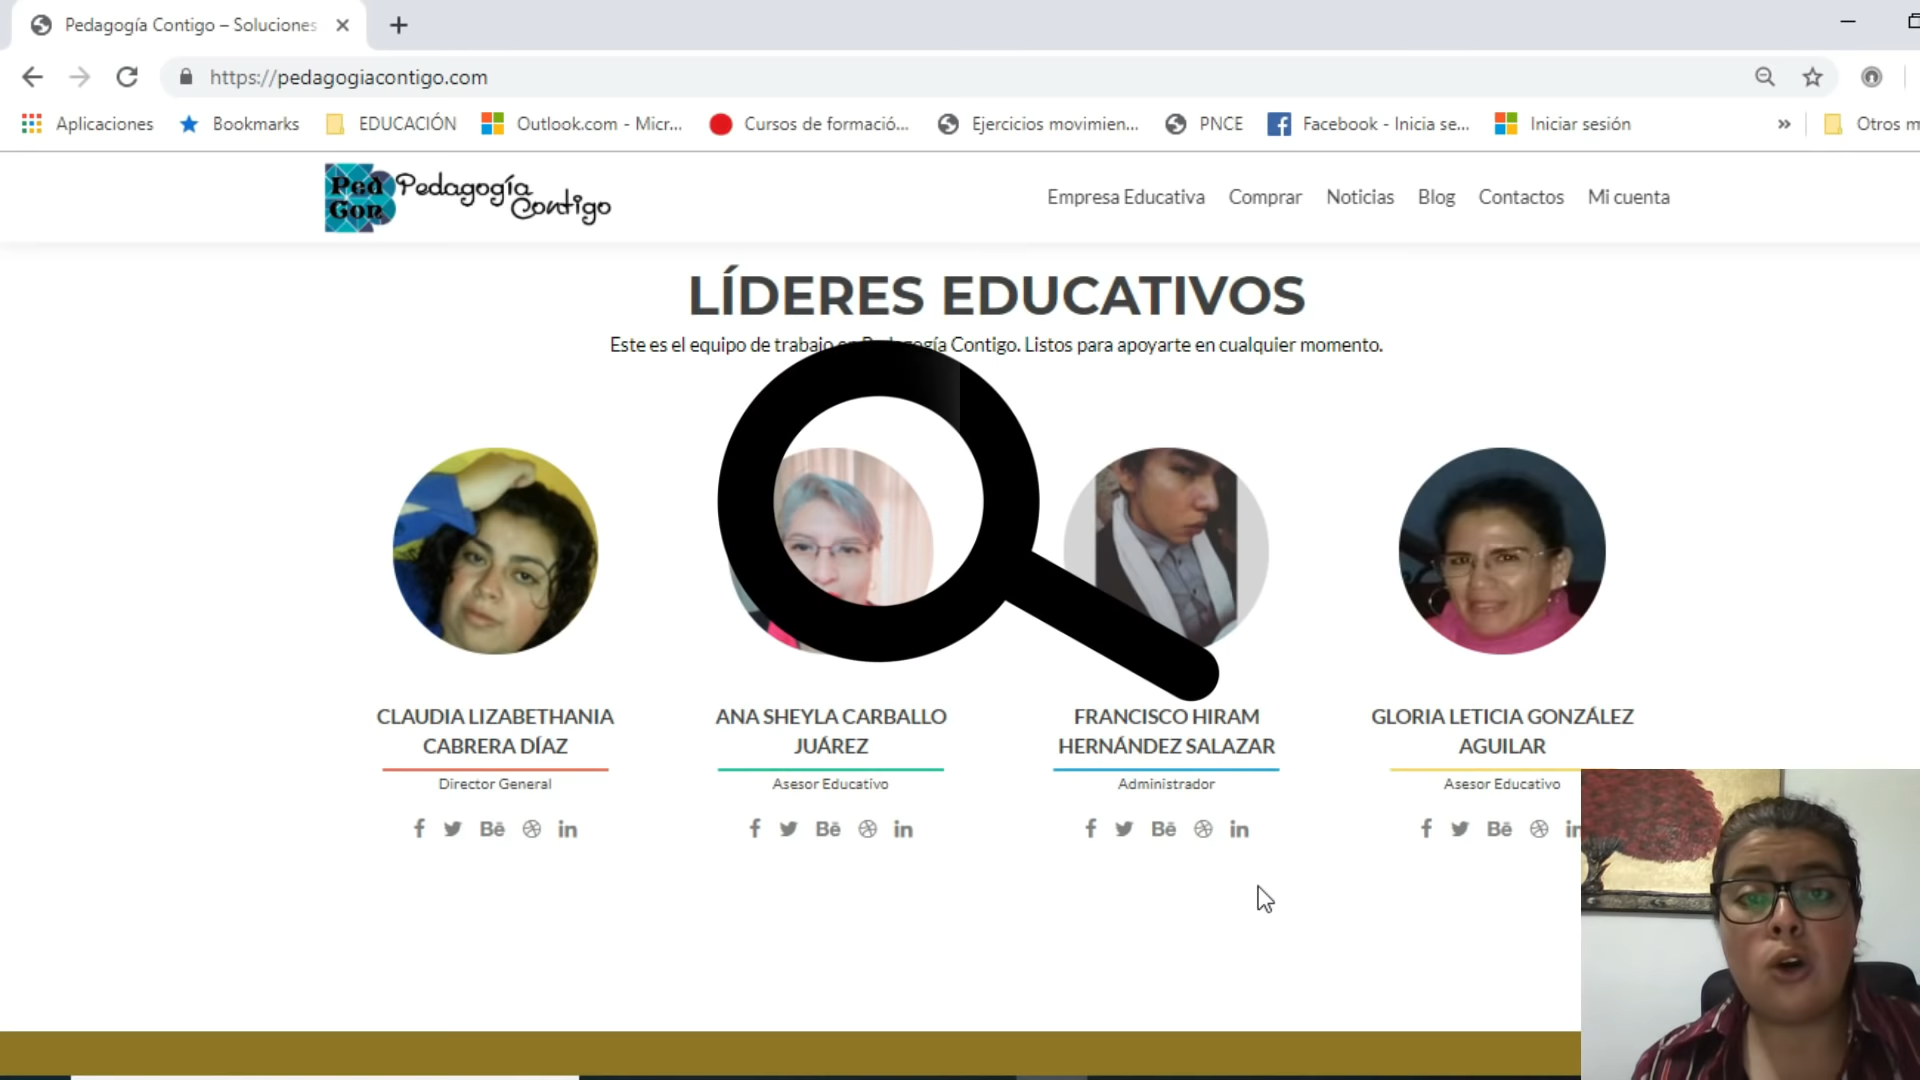 Pedagogía Contigo – Soluciones
https://pedagogiacontigo.com
Aplicaciones
Bookmarks
EDUCACIÓN
Outlook.com - Micr...
Cursos de formació...
Ejercicios movimien...
PNCE
Facebook - Inicia se...
Iniciar sesión
»
Otros m
Ped Pedagogía
Con Contigo
Empresa Educativa
Comprar
Noticias
Blog
Contactos
Mi cuenta
LÍDERES EDUCATIVOS
Este es el equipo de trabajo Contigo. Listos para apoyarte en cualquier momento.
CLAUDIA LIZABETHANIA
CABRERA DÍAZ
Director General
ANA SHEYLA CARBALLO
JUÁREZ
Asesor Educativo
FRANCISCO HIRAM
HERNÁNDEZ SALAZAR
Administrador
GLORIA LETICIA GONZÁLEZ
AGUILAR
Asesor Educativo